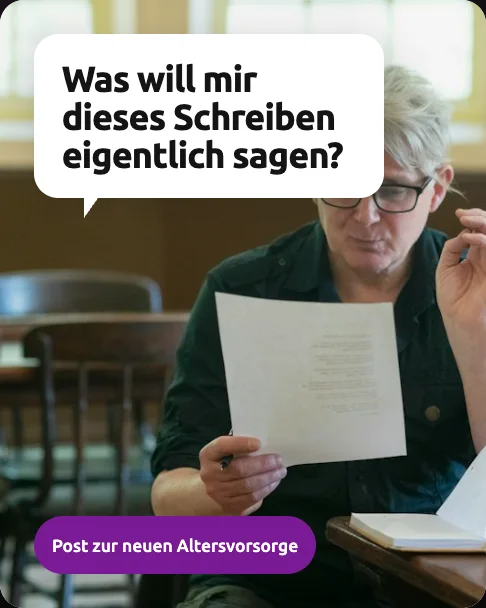 Was will mir
dieses Schreiben
eigentlich sagen?
Post zur neuen Altersvorsorge